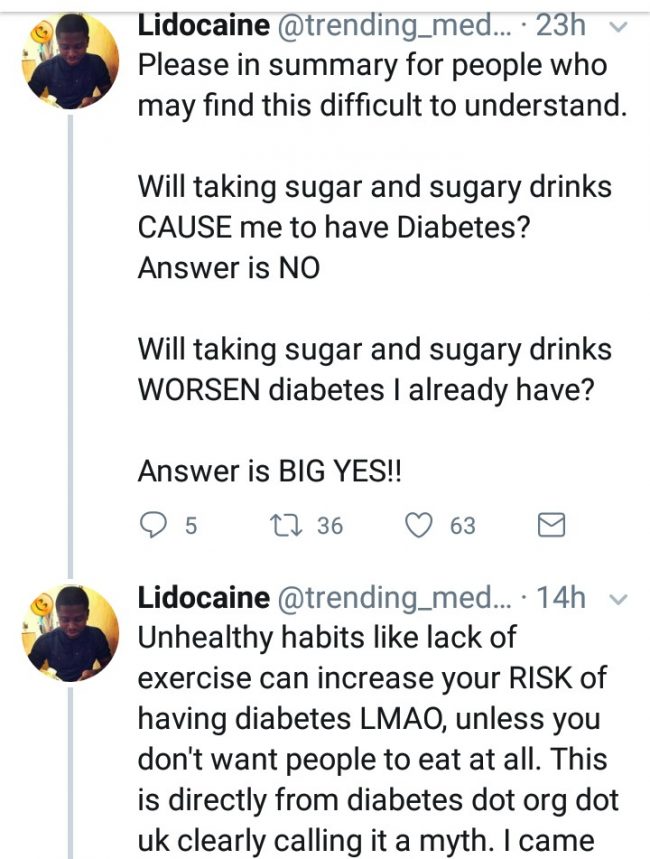 Lidocaine @trending_med... · 23h
Please in summary for people who
may find this difficult to understand.
Will taking sugar and sugary drinks
CAUSE me to have Diabetes?
Answer is NO
Will taking sugar and sugary drinks
WORSEN diabetes I already have?
Answer is BIG YES!!
5 36 63
Lidocaine @trending_med... · 14h
Unhealthy habits like lack of
exercise can increase your RISK of
having diabetes LMAO, unless you
don't want people to eat at all. This
is directly from diabetes dot org dot
uk clearly calling it a myth. I came